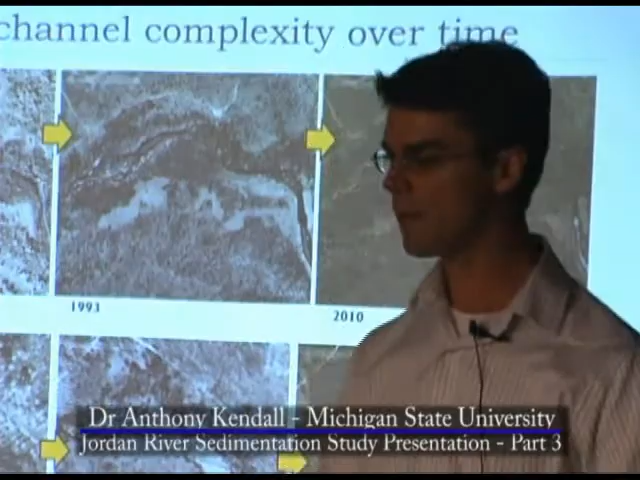 channel complexity over time
1993
2010
Dr Anthony Kendall - Michigan State University
Jordan River Sedimentation Study Presentation - Part 3